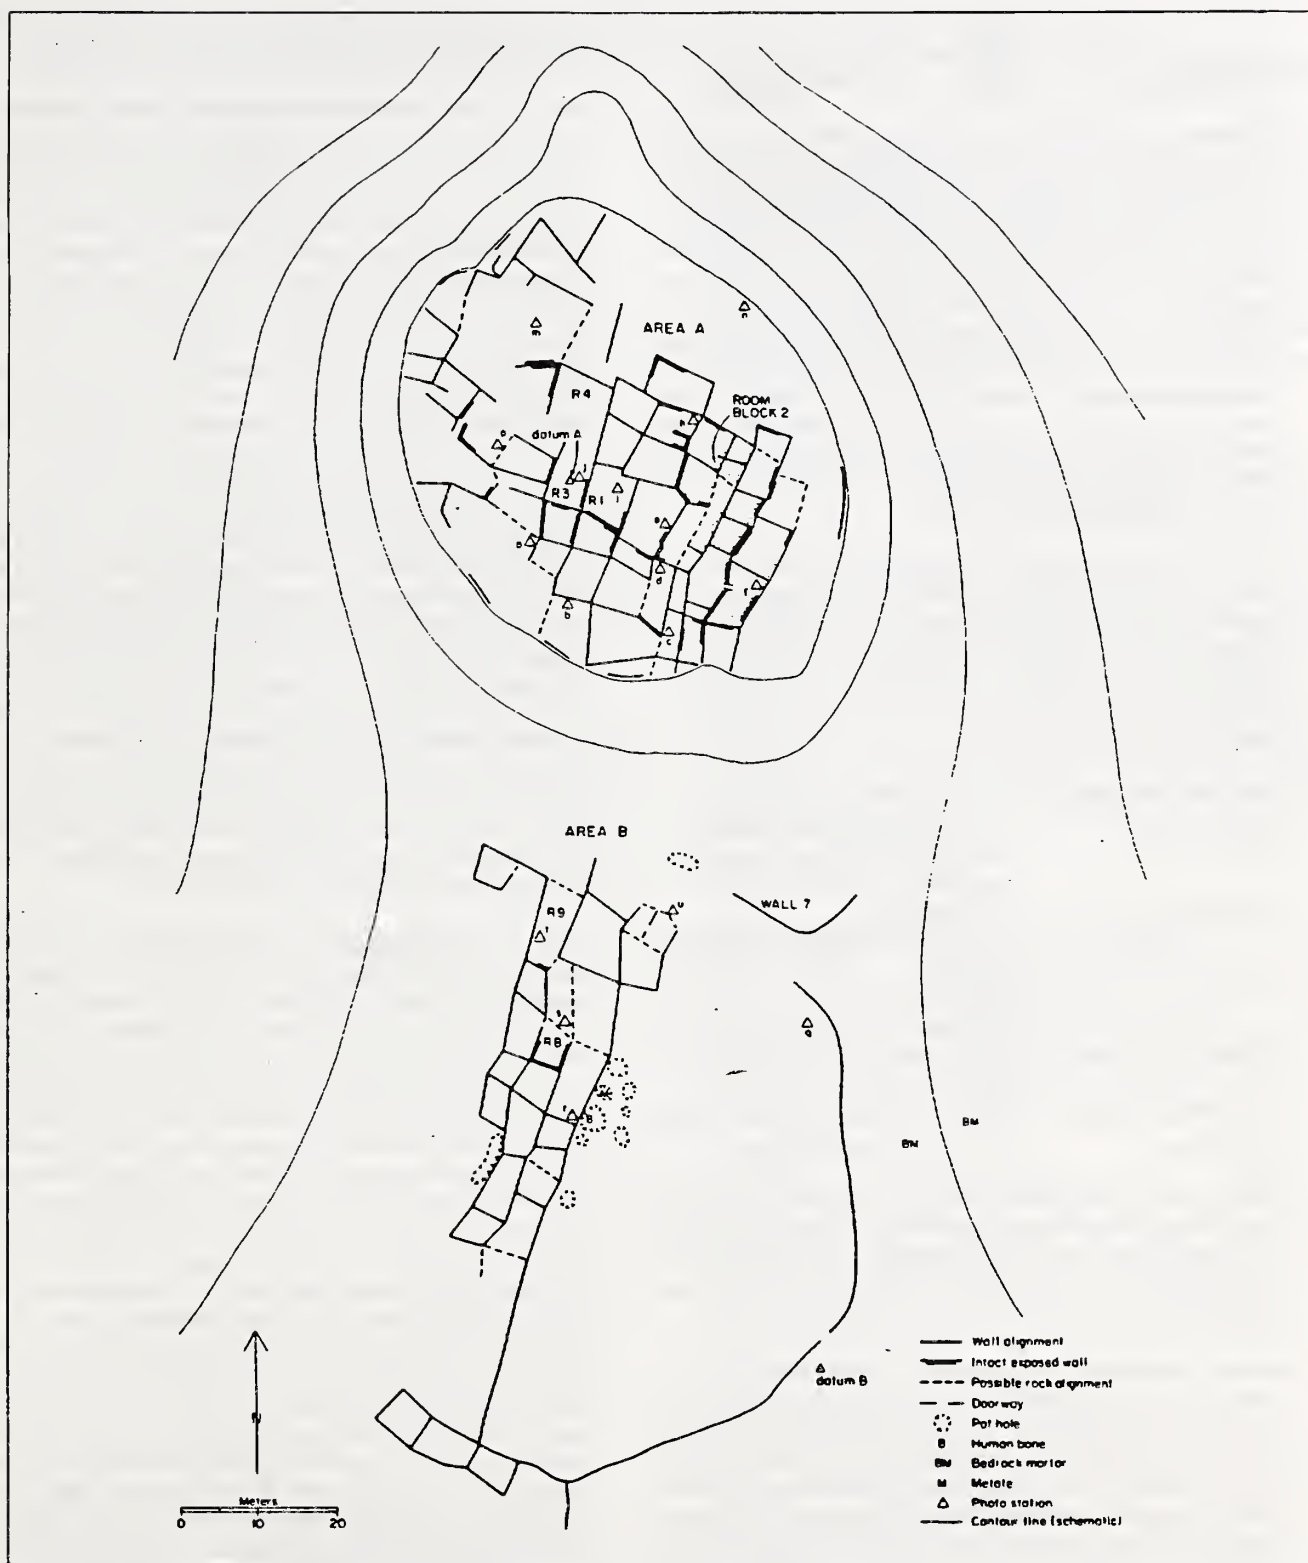 AREA A
n
m
R4
ROOM
BLOCK 2
h
datum A
o
j
R3
R1
i
e
d
f
b
c
AREA B
u
WALL 7
R9
R8
q
B
BM
BM
datum B
N
Meters
0 10 20
Wall alignment
Intact exposed wall
Possible rock alignment
Doorway
Pot hole
B Human bone
BM Bedrock mortar
M Metate
Photo station
Contour line (schematic)